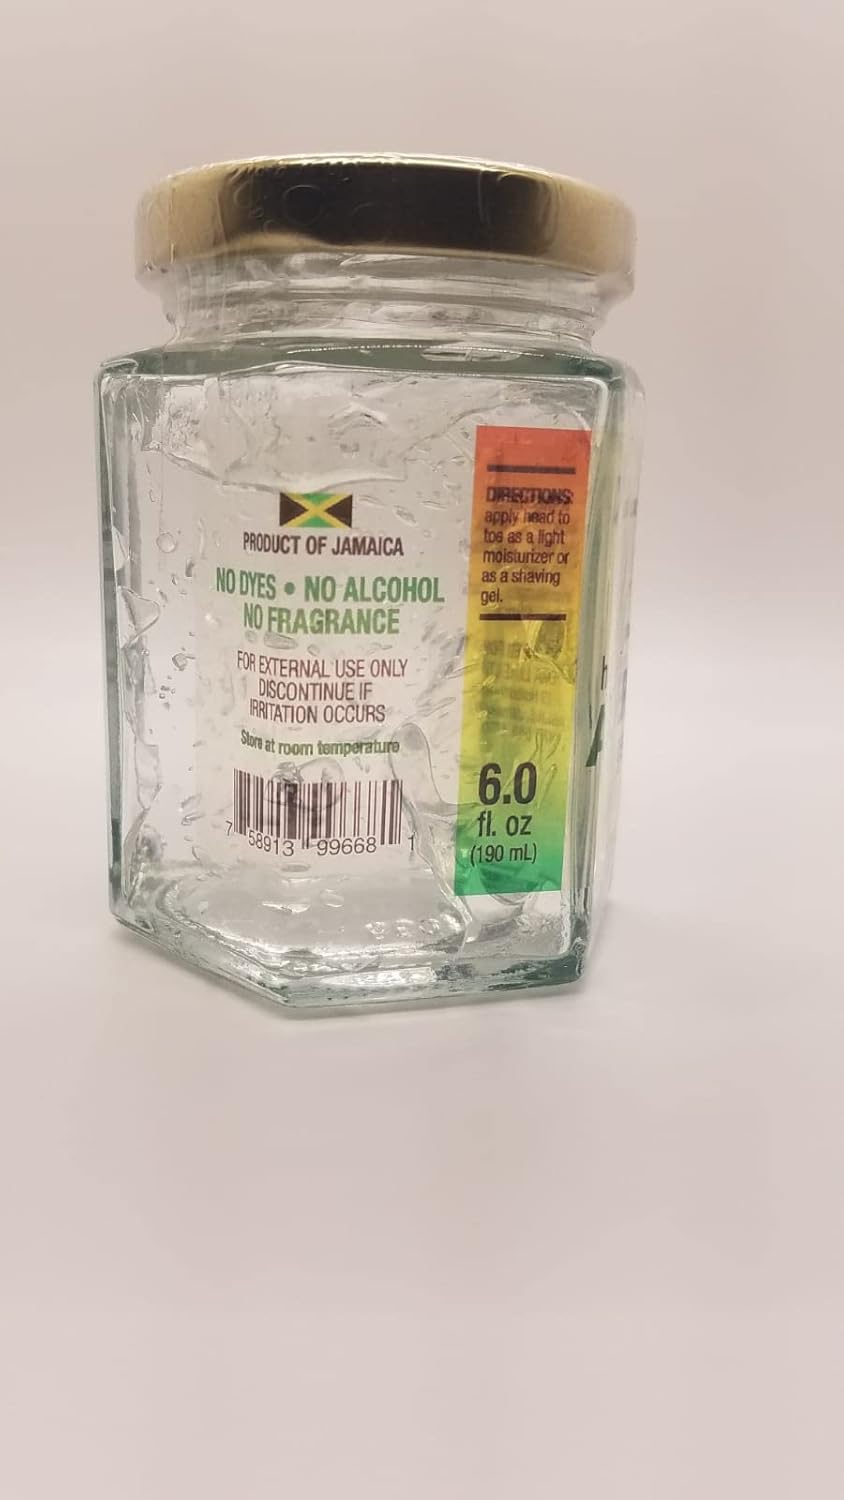 PRODUCT OF JAMAICA
NO DYES • NO ALCOHOL
NO FRAGRANCE
FOR EXTERNAL USE ONLY
DISCONTINUE IF
IRRITATION OCCURS
Store at room temperature
7 58913 99668 1
DIRECTIONS:
apply head to
toe as a light
moisturizer or
as a shaving
gel.
6.0
fl. oz
(190 mL)